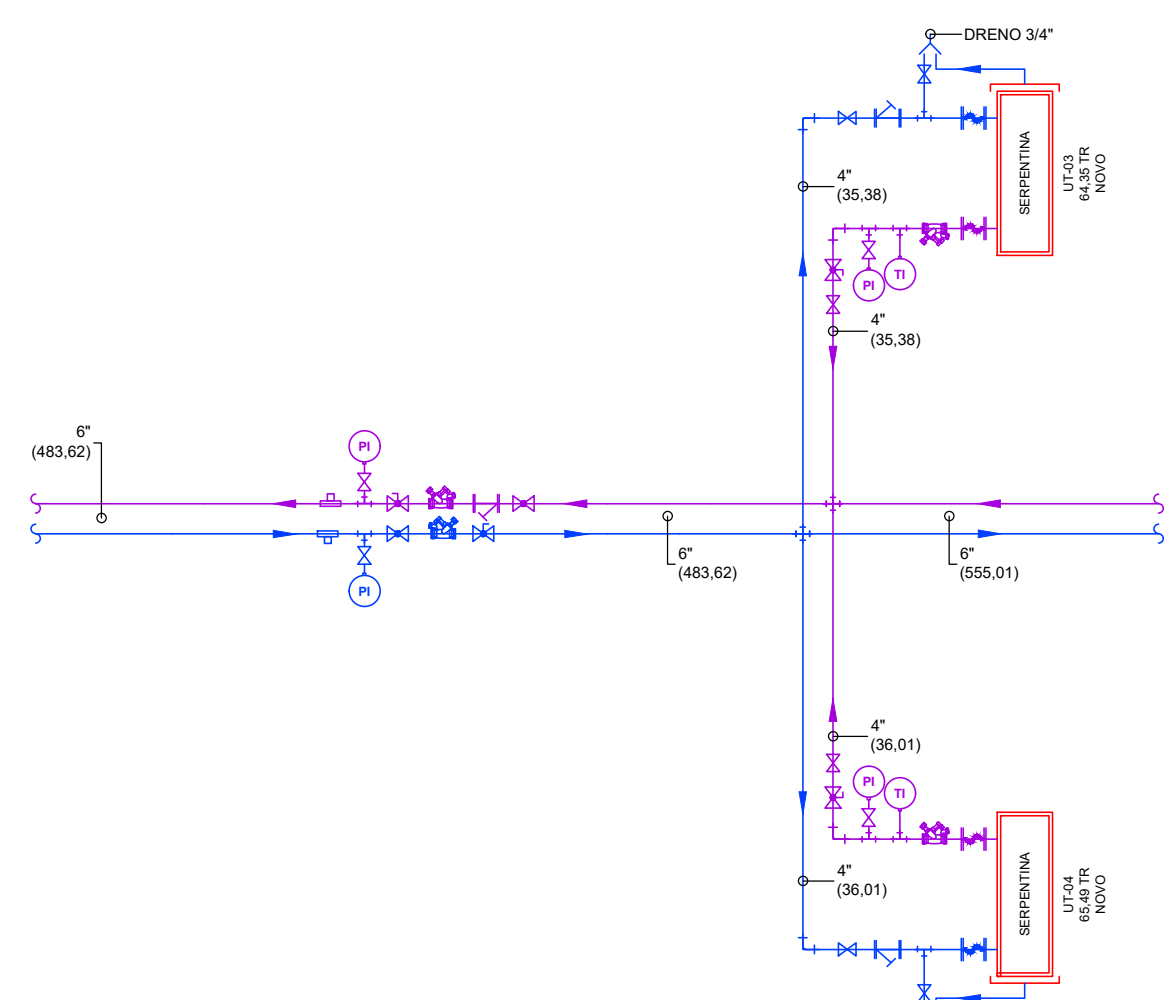 DRENO 3/4"
SERPENTINA
UT-03
64,35 TR
NOVO
4"
(35,38)
PI
TI
4"
(35,38)
6"
(483,62)
PI
PI
6"
(483,62)
6"
(555,01)
4"
(36,01)
PI
TI
SERPENTINA
UT-04
65,49 TR
NOVO
4"
(36,01)